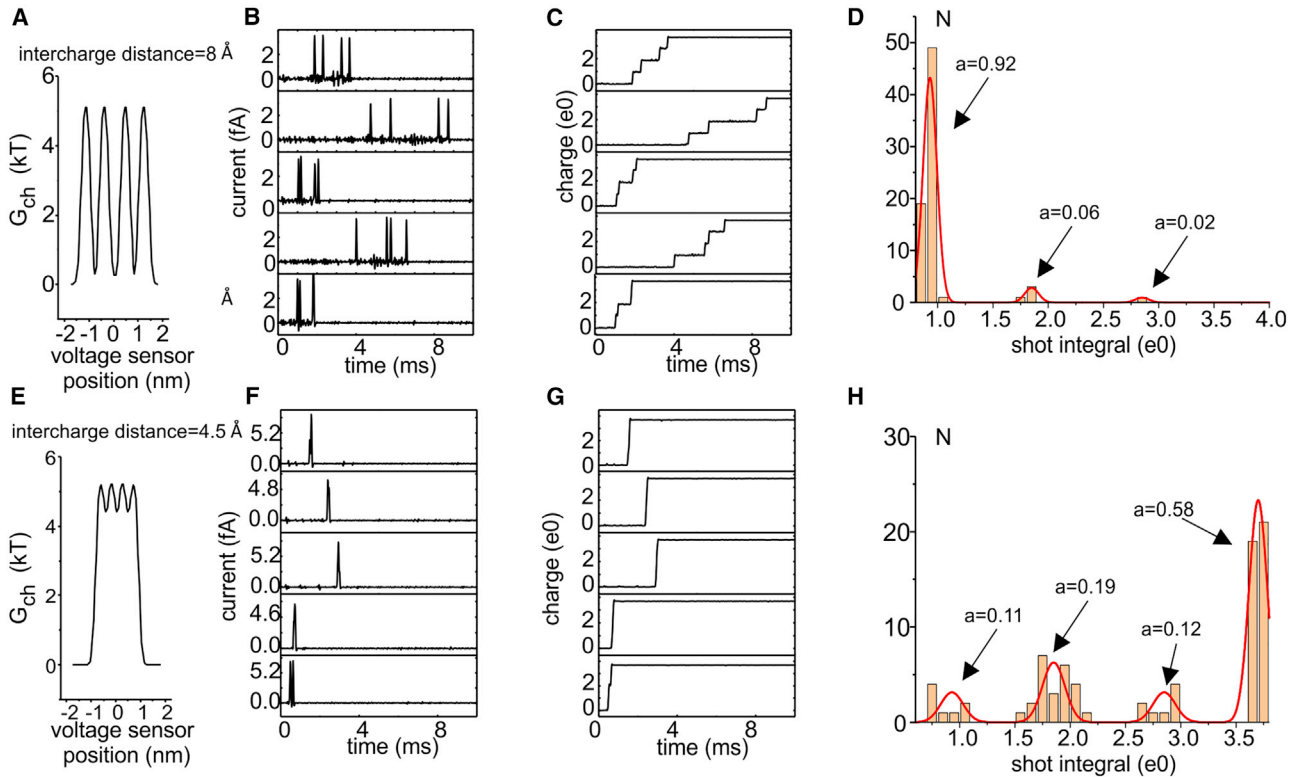 A
intercharge distance=8 Å
G_ch (kT)
6
4
2
0
-2 -1 0 1 2
voltage sensor
position (nm)
B
current (fA)
2
0
2
0
2
0
2
0
Å
2
0
0 4 8
time (ms)
C
charge (e0)
2
0
2
0
2
0
2
0
2
0
0 4 8
time (ms)
D
N
50
40
30
20
10
0
a=0.92
a=0.06
a=0.02
1.0 1.5 2.0 2.5 3.0 3.5 4.0
shot integral (e0)
E
intercharge distance=4.5 Å
G_ch (kT)
6
4
2
0
-2 -1 0 1 2
voltage sensor
position (nm)
F
current (fA)
5.2
0.0
4.8
0.0
5.2
0.0
4.6
0.0
5.2
0.0
0 4 8
time (ms)
G
charge (e0)
2
0
2
0
2
0
2
0
2
0
0 4 8
time (ms)
H
N
30
20
10
0
a=0.58
a=0.19
a=0.11
a=0.12
1.0 1.5 2.0 2.5 3.0 3.5
shot integral (e0)